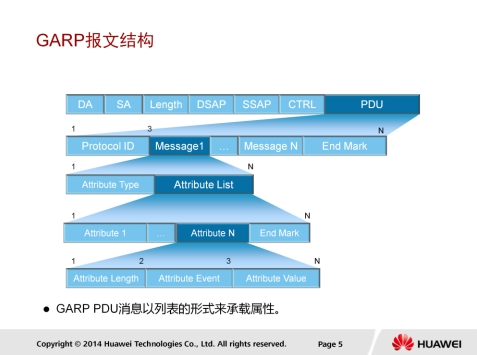 GARP报文结构
DA SA Length DSAP SSAP CTRL PDU
1 3 N
Protocol ID Message1 ... Message N End Mark
1 N
Attribute Type Attribute List
1 N
Attribute 1 ... Attribute N End Mark
1 2 3 N
Attribute Length Attribute Event Attribute Value
● GARP PDU消息以列表的形式来承载属性。
Copyright © 2014 Huawei Technologies Co., Ltd. All rights reserved. Page 5 HUAWEI